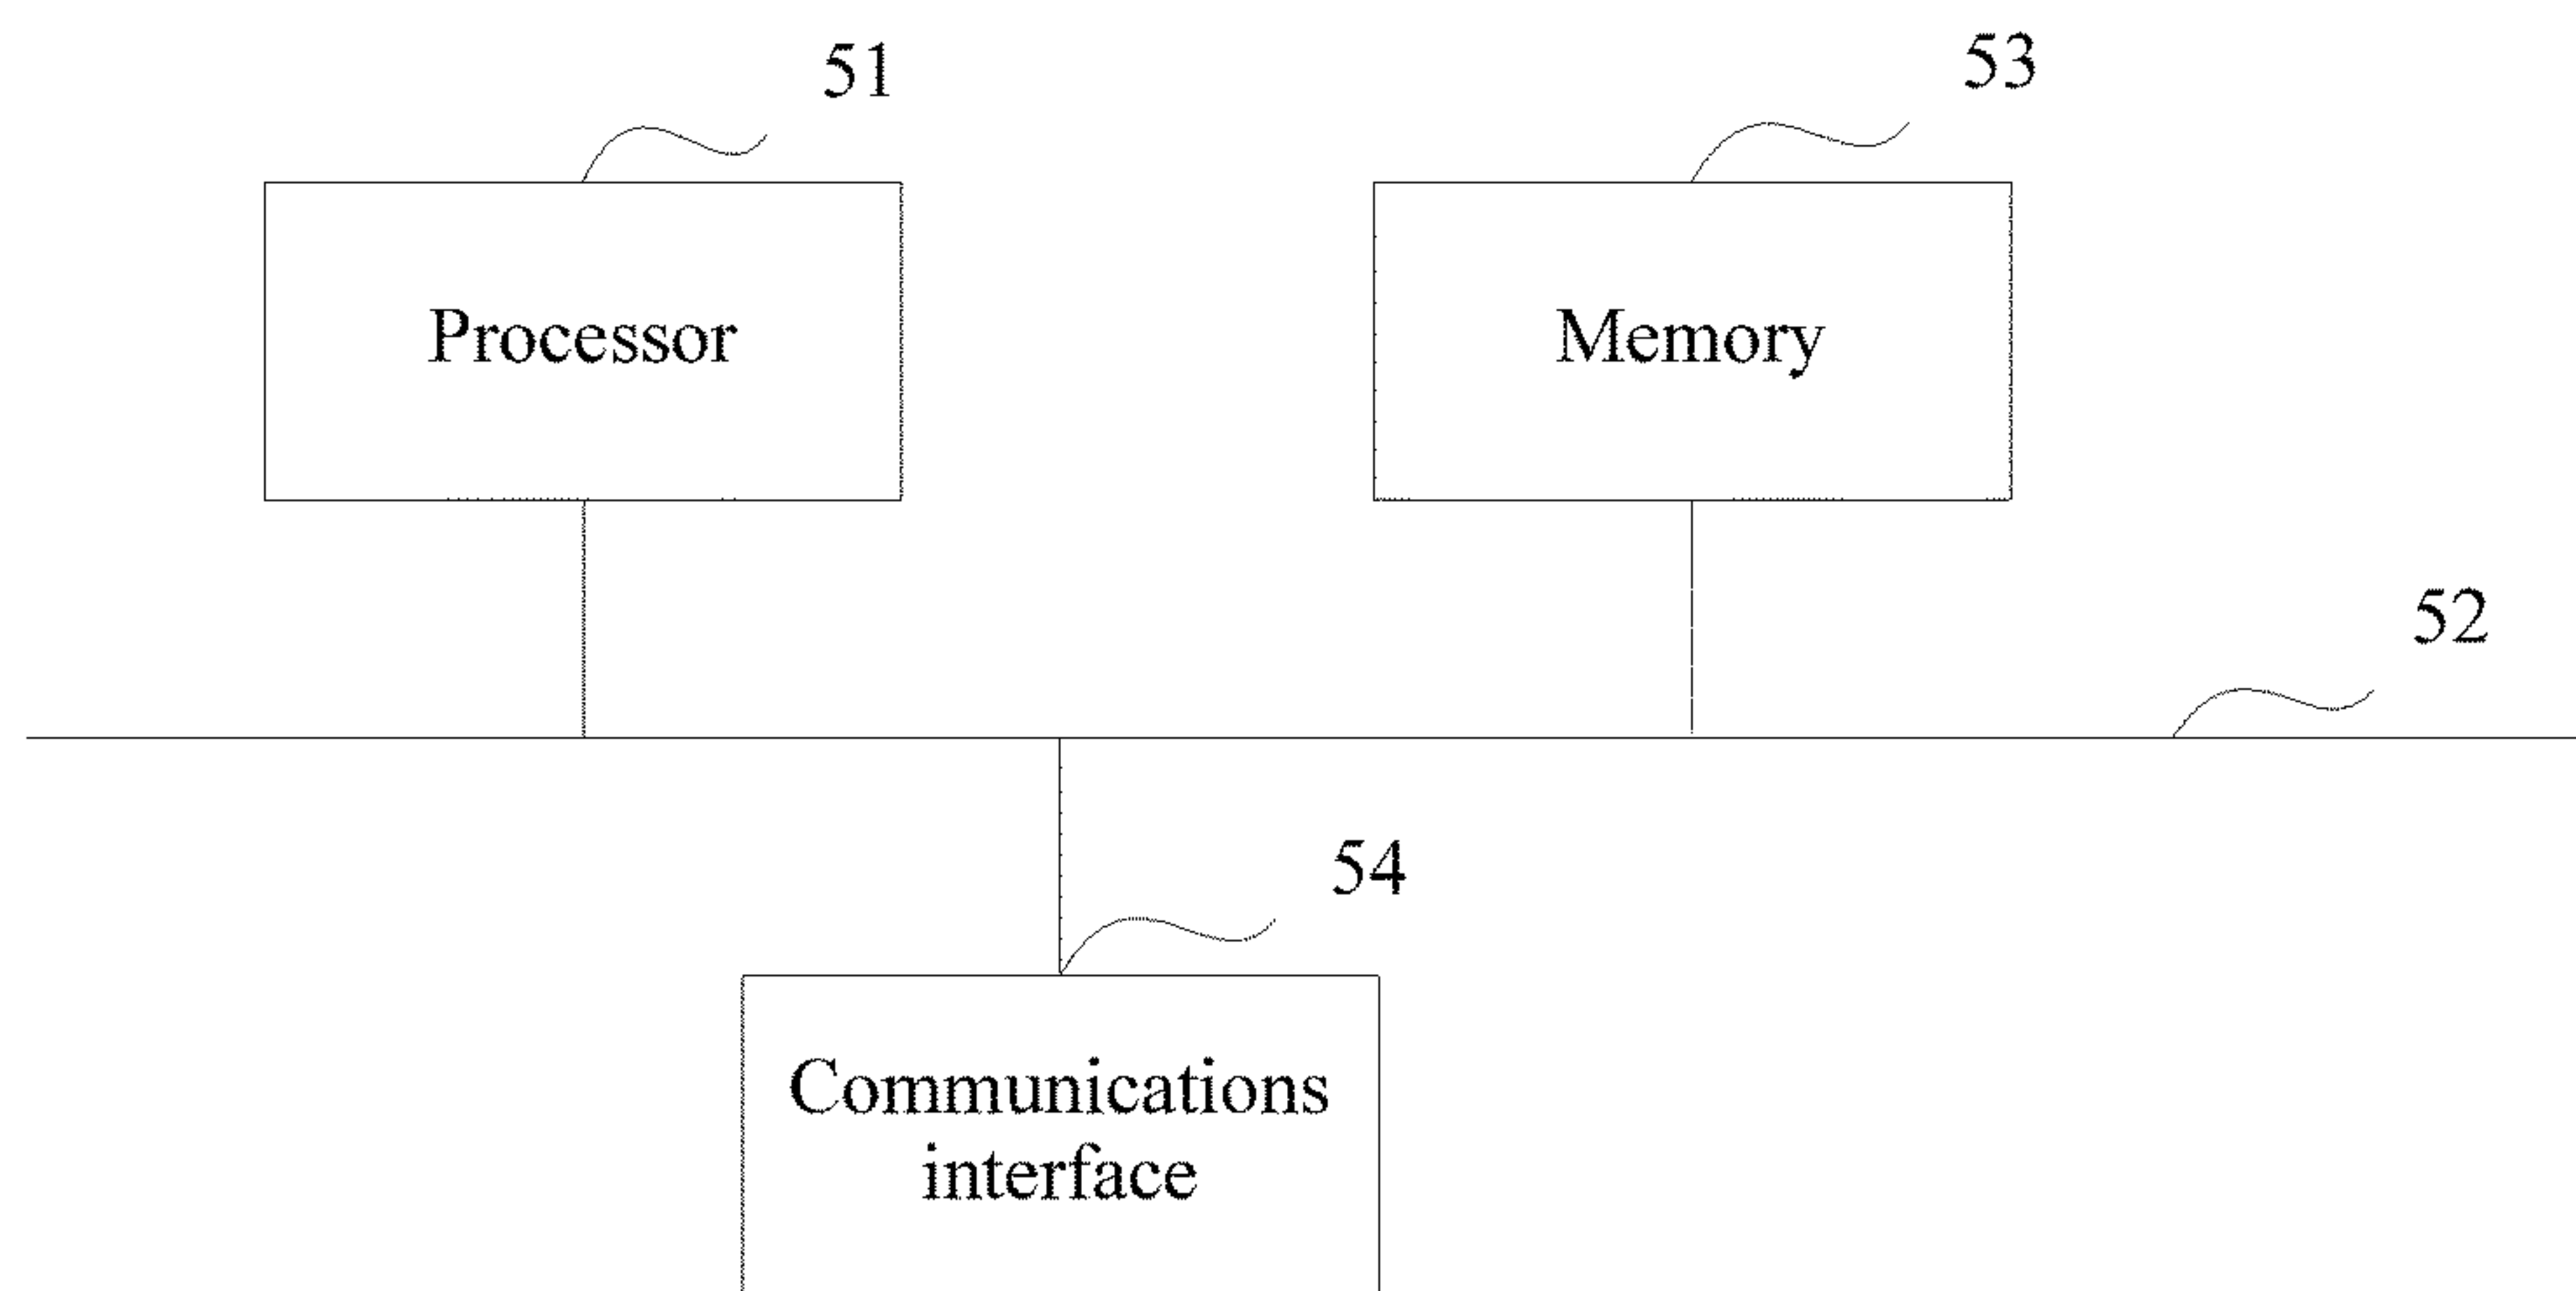 51
53
Processor
Memory
52
54
Communications
interface